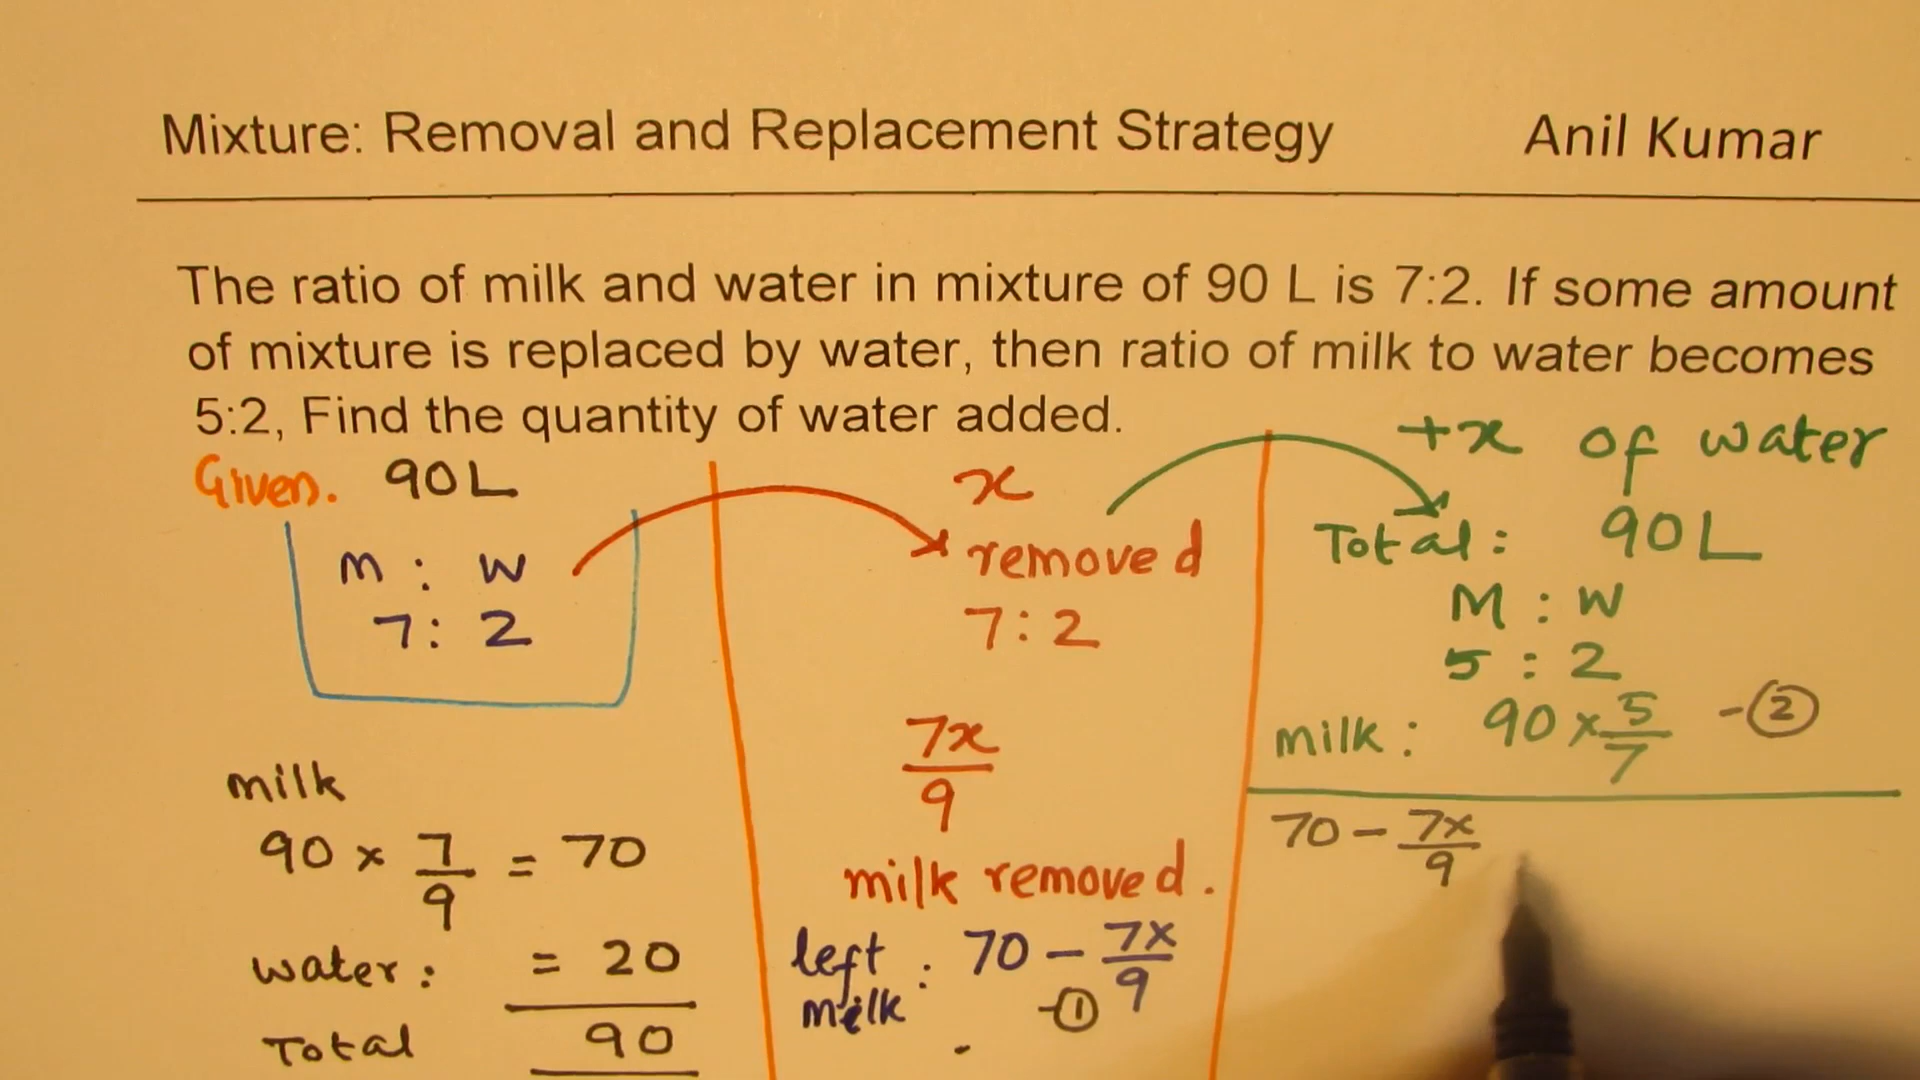 Mixture: Removal and Replacement Strategy Anil Kumar
The ratio of milk and water in mixture of 90 L is 7:2. If some amount
of mixture is replaced by water, then ratio of milk to water becomes
5:2, Find the quantity of water added.
Given. 90L
M : W
7 : 2
milk
90 × 7/9 = 70
water : = 20
Total 90
x
removed
7 : 2
7x/9
milk removed.
left milk : 70 - 7x/9
-①
+x of water
Total : 90L
M : W
5 : 2
milk : 90 × 5/7 -②
70 - 7x/9